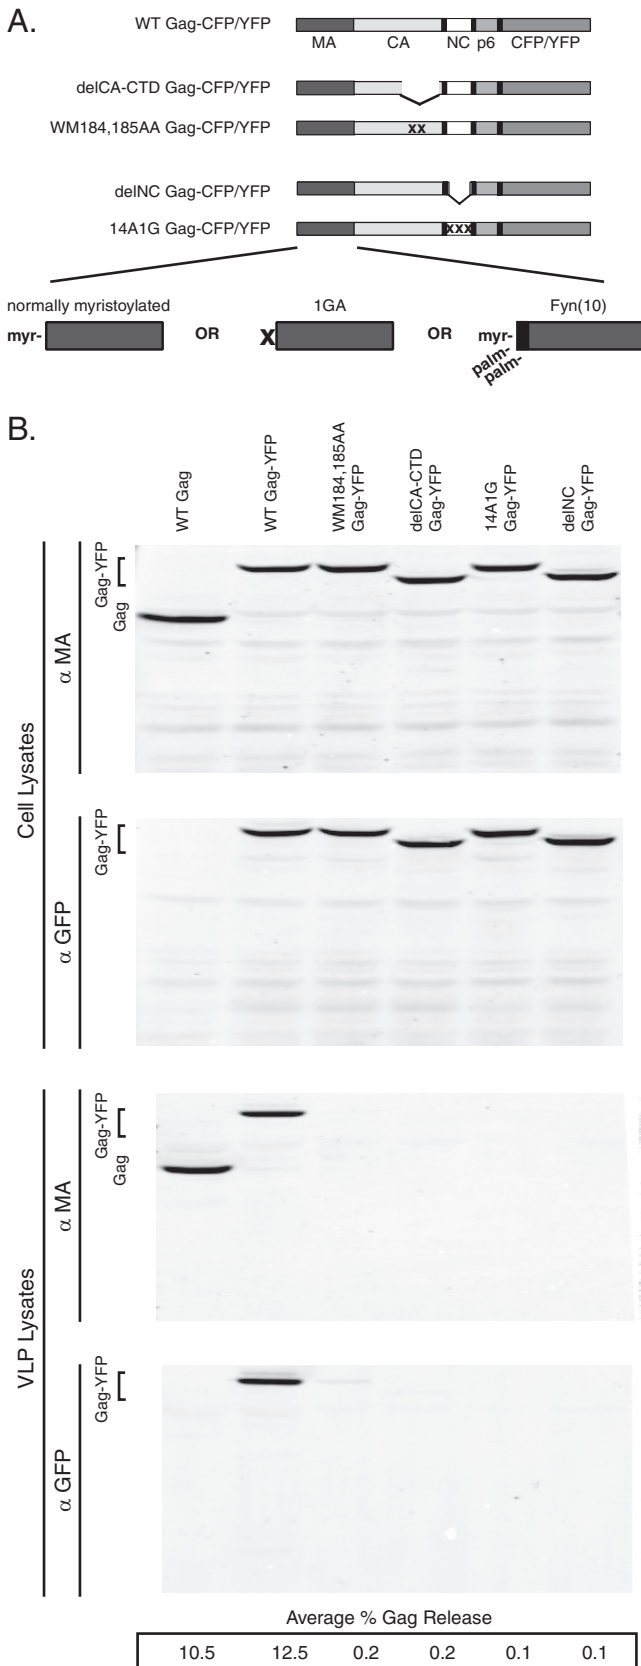 A.
WT Gag-CFP/YFP
MA CA NC p6 CFP/YFP
delCA-CTD Gag-CFP/YFP
WM184,185AA Gag-CFP/YFP
xx
delNC Gag-CFP/YFP
14A1G Gag-CFP/YFP
xxx
normally myristoylated
1GA
Fyn(10)
myr-
OR
x
OR
myr-
palm-
palm-
B.
WT Gag
WT Gag-YFP
WM184,185AA
Gag-YFP
delCA-CTD
Gag-YFP
14A1G
Gag-YFP
delNC
Gag-YFP
Cell Lysates
α MA
Gag-YFP
Gag
α GFP
Gag-YFP
VLP Lysates
α MA
Gag-YFP
Gag
α GFP
Gag-YFP
Average % Gag Release
10.5 12.5 0.2 0.2 0.1 0.1